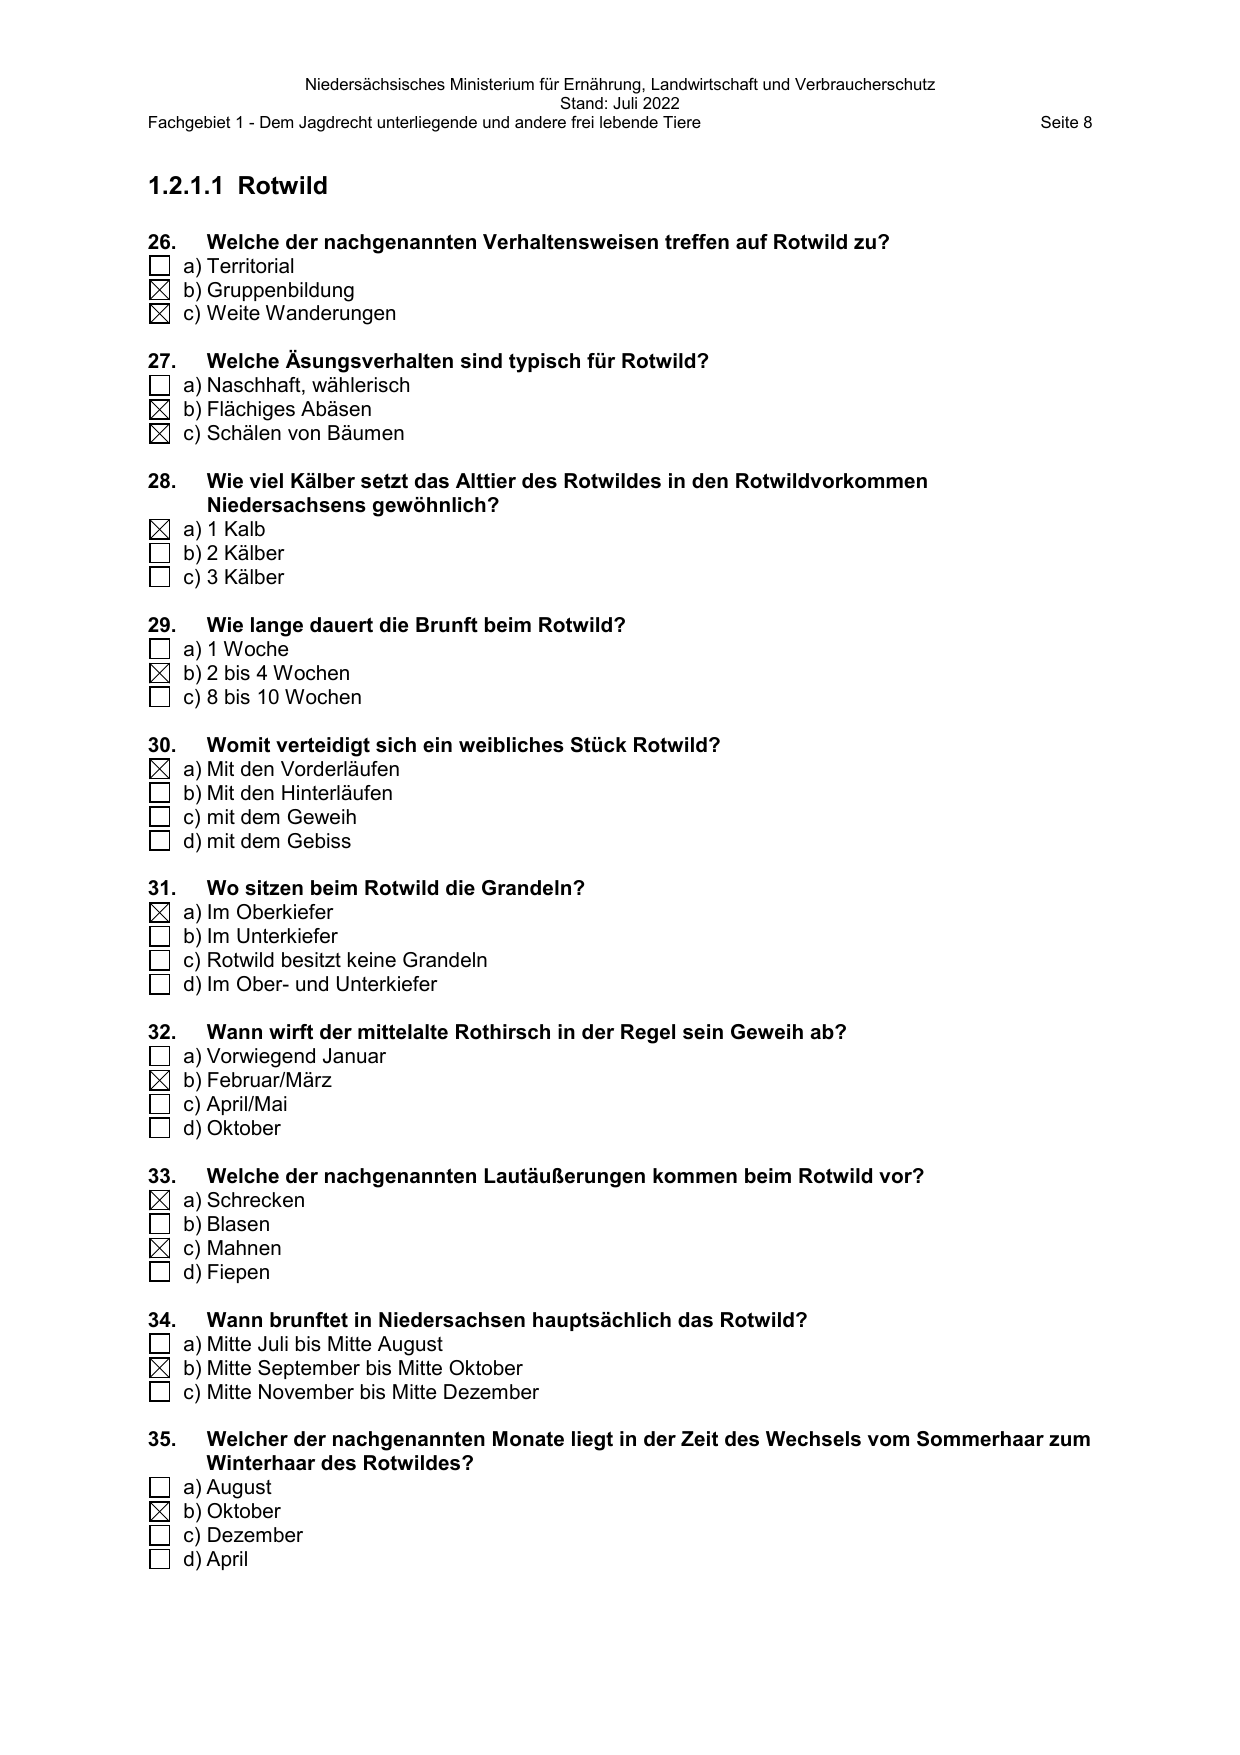 Niedersächsisches Ministerium für Ernährung, Landwirtschaft und Verbraucherschutz
Stand: Juli 2022
Fachgebiet 1 - Dem Jagdrecht unterliegende und andere frei lebende Tiere Seite 8
1.2.1.1 Rotwild
26. Welche der nachgenannten Verhaltensweisen treffen auf Rotwild zu?
☐ a) Territorial
☒ b) Gruppenbildung
☒ c) Weite Wanderungen
27. Welche Äsungsverhalten sind typisch für Rotwild?
☐ a) Naschhaft, wählerisch
☒ b) Flächiges Abäsen
☒ c) Schälen von Bäumen
28. Wie viel Kälber setzt das Alttier des Rotwildes in den Rotwildvorkommen
Niedersachsens gewöhnlich?
☒ a) 1 Kalb
☐ b) 2 Kälber
☐ c) 3 Kälber
29. Wie lange dauert die Brunft beim Rotwild?
☐ a) 1 Woche
☒ b) 2 bis 4 Wochen
☐ c) 8 bis 10 Wochen
30. Womit verteidigt sich ein weibliches Stück Rotwild?
☒ a) Mit den Vorderläufen
☐ b) Mit den Hinterläufen
☐ c) mit dem Geweih
☐ d) mit dem Gebiss
31. Wo sitzen beim Rotwild die Grandeln?
☒ a) Im Oberkiefer
☐ b) Im Unterkiefer
☐ c) Rotwild besitzt keine Grandeln
☐ d) Im Ober- und Unterkiefer
32. Wann wirft der mittelalte Rothirsch in der Regel sein Geweih ab?
☐ a) Vorwiegend Januar
☒ b) Februar/März
☐ c) April/Mai
☐ d) Oktober
33. Welche der nachgenannten Lautäußerungen kommen beim Rotwild vor?
☒ a) Schrecken
☐ b) Blasen
☒ c) Mahnen
☐ d) Fiepen
34. Wann brunftet in Niedersachsen hauptsächlich das Rotwild?
☐ a) Mitte Juli bis Mitte August
☒ b) Mitte September bis Mitte Oktober
☐ c) Mitte November bis Mitte Dezember
35. Welcher der nachgenannten Monate liegt in der Zeit des Wechsels vom Sommerhaar zum
Winterhaar des Rotwildes?
☐ a) August
☒ b) Oktober
☐ c) Dezember
☐ d) April